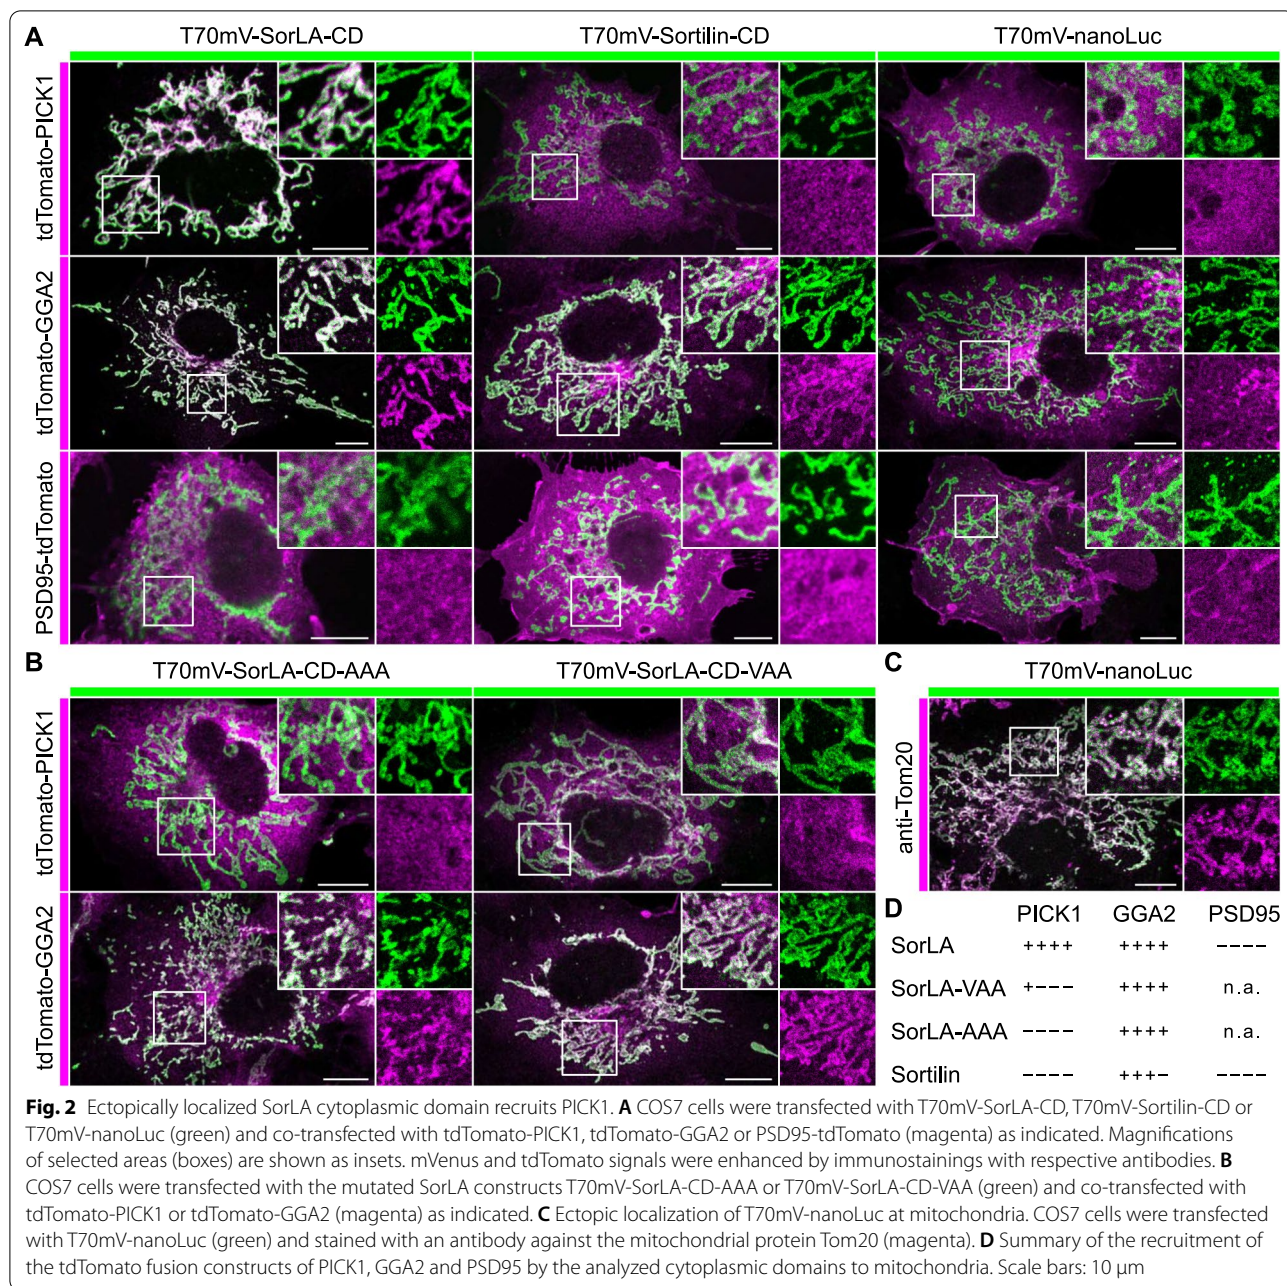 A
T70mV-SorLA-CD T70mV-Sortilin-CD T70mV-nanoLuc
tdTomato-PICK1
tdTomato-GGA2
PSD95-tdTomato
B
T70mV-SorLA-CD-AAA T70mV-SorLA-CD-VAA
tdTomato-PICK1
tdTomato-GGA2
C
T70mV-nanoLuc
anti-Tom20
D PICK1 GGA2 PSD95
SorLA ++++ ++++ −−−−
SorLA-VAA +−−− ++++ n.a.
SorLA-AAA −−−− ++++ n.a.
Sortilin −−−− +++− −−−−
Fig. 2 Ectopically localized SorLA cytoplasmic domain recruits PICK1. A COS7 cells were transfected with T70mV-SorLA-CD, T70mV-Sortilin-CD or
T70mV-nanoLuc (green) and co-transfected with tdTomato-PICK1, tdTomato-GGA2 or PSD95-tdTomato (magenta) as indicated. Magnifications
of selected areas (boxes) are shown as insets. mVenus and tdTomato signals were enhanced by immunostainings with respective antibodies. B
COS7 cells were transfected with the mutated SorLA constructs T70mV-SorLA-CD-AAA or T70mV-SorLA-CD-VAA (green) and co-transfected with
tdTomato-PICK1 or tdTomato-GGA2 (magenta) as indicated. C Ectopic localization of T70mV-nanoLuc at mitochondria. COS7 cells were transfected
with T70mV-nanoLuc (green) and stained with an antibody against the mitochondrial protein Tom20 (magenta). D Summary of the recruitment of
the tdTomato fusion constructs of PICK1, GGA2 and PSD95 by the analyzed cytoplasmic domains to mitochondria. Scale bars: 10 µm